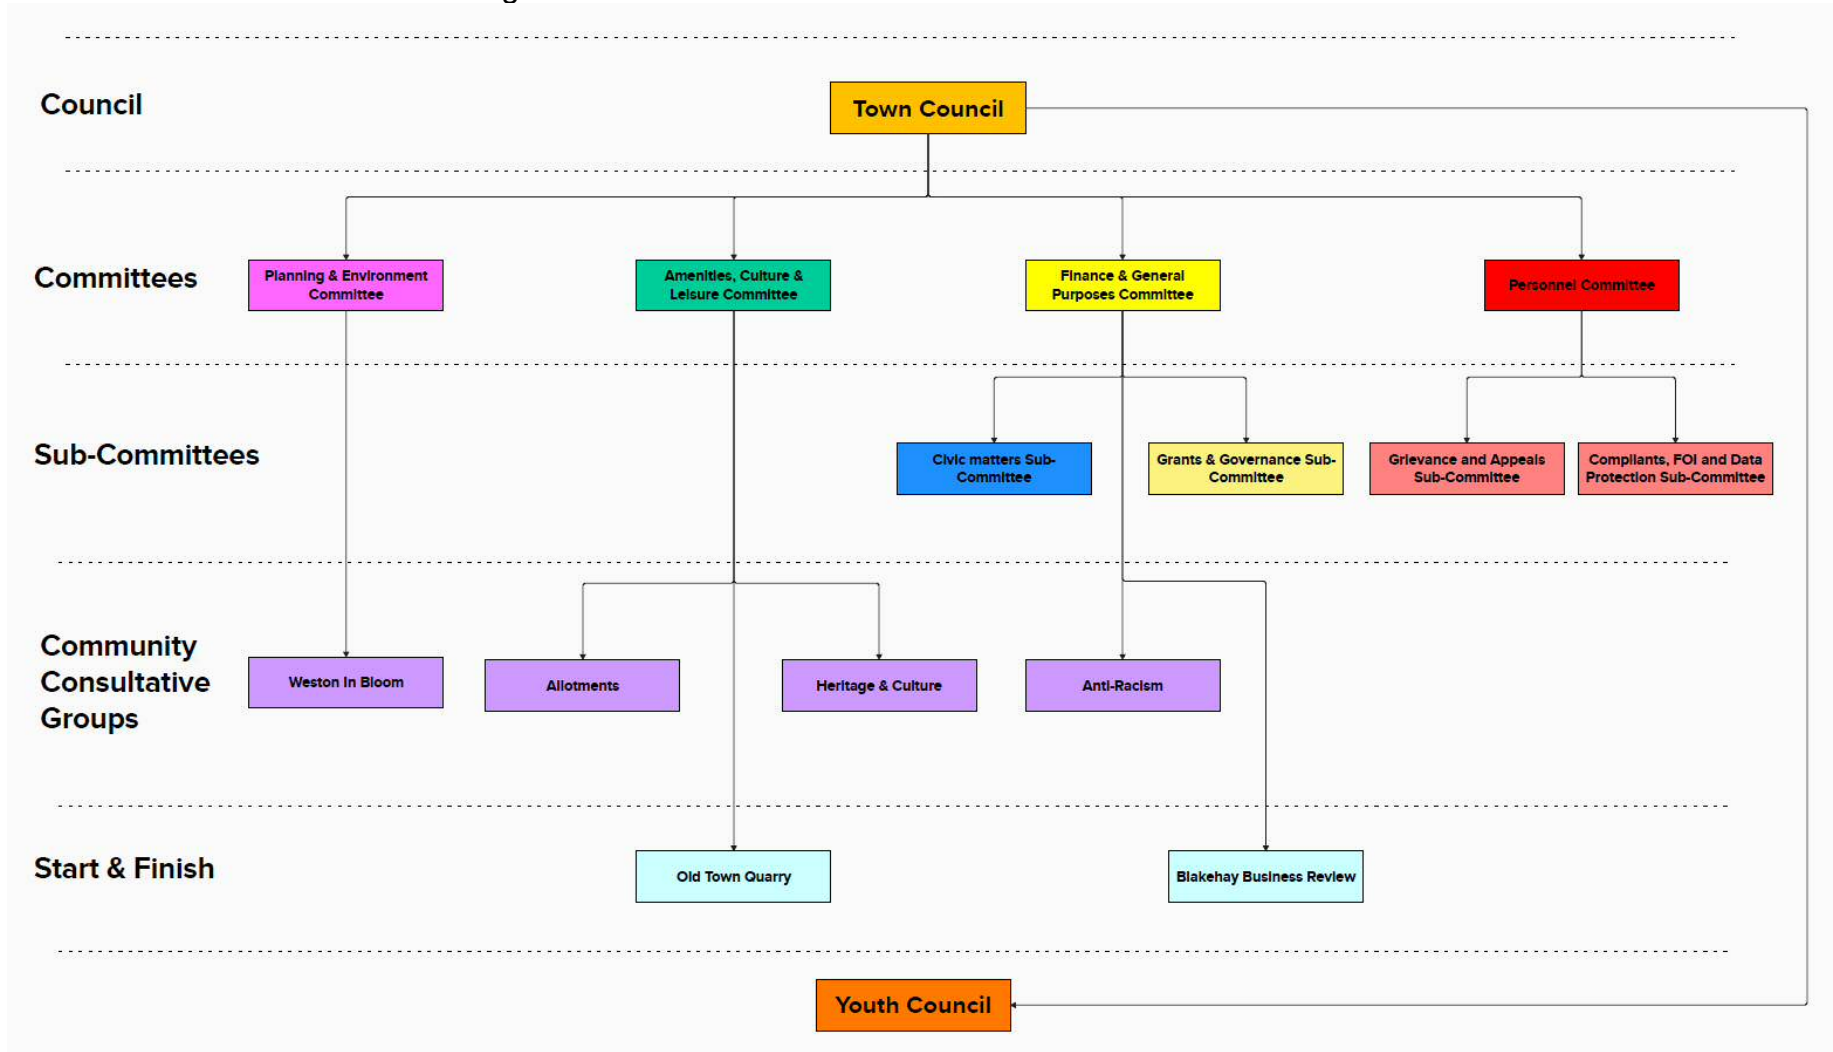 Council
Town Council
Committees
Planning & Environment
Committee
Amenities, Culture &
Leisure Committee
Finance & General
Purposes Committee
Personnel Committee
Sub-Committees
Civic matters Sub-
Committee
Grants & Governance Sub-
Committee
Grievance and Appeals
Sub-Committee
Compliants, FOI and Data
Protection Sub-Committee
Community
Consultative
Groups
Weston In Bloom
Allotments
Heritage & Culture
Anti-Racism
Start & Finish
Old Town Quarry
Blakehay Business Review
Youth Council